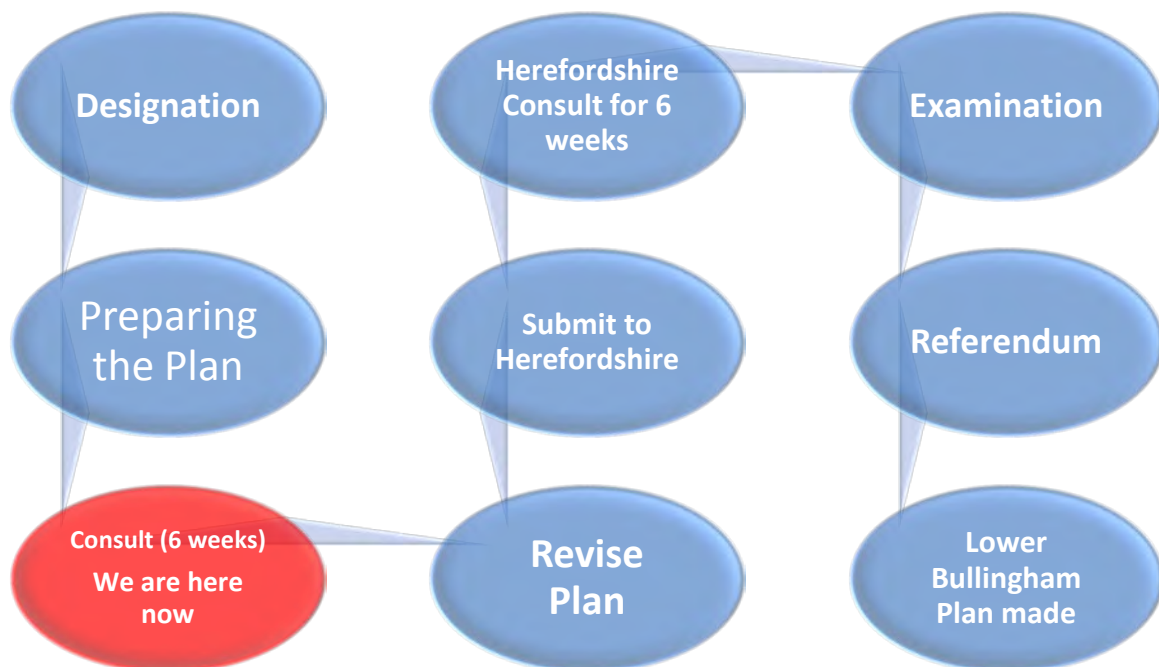 Designation
Preparing
the Plan
Consult (6 weeks)
We are here
now
Revise
Plan
Submit to
Herefordshire
Herefordshire
Consult for 6
weeks
Examination
Referendum
Lower
Bullingham
Plan made